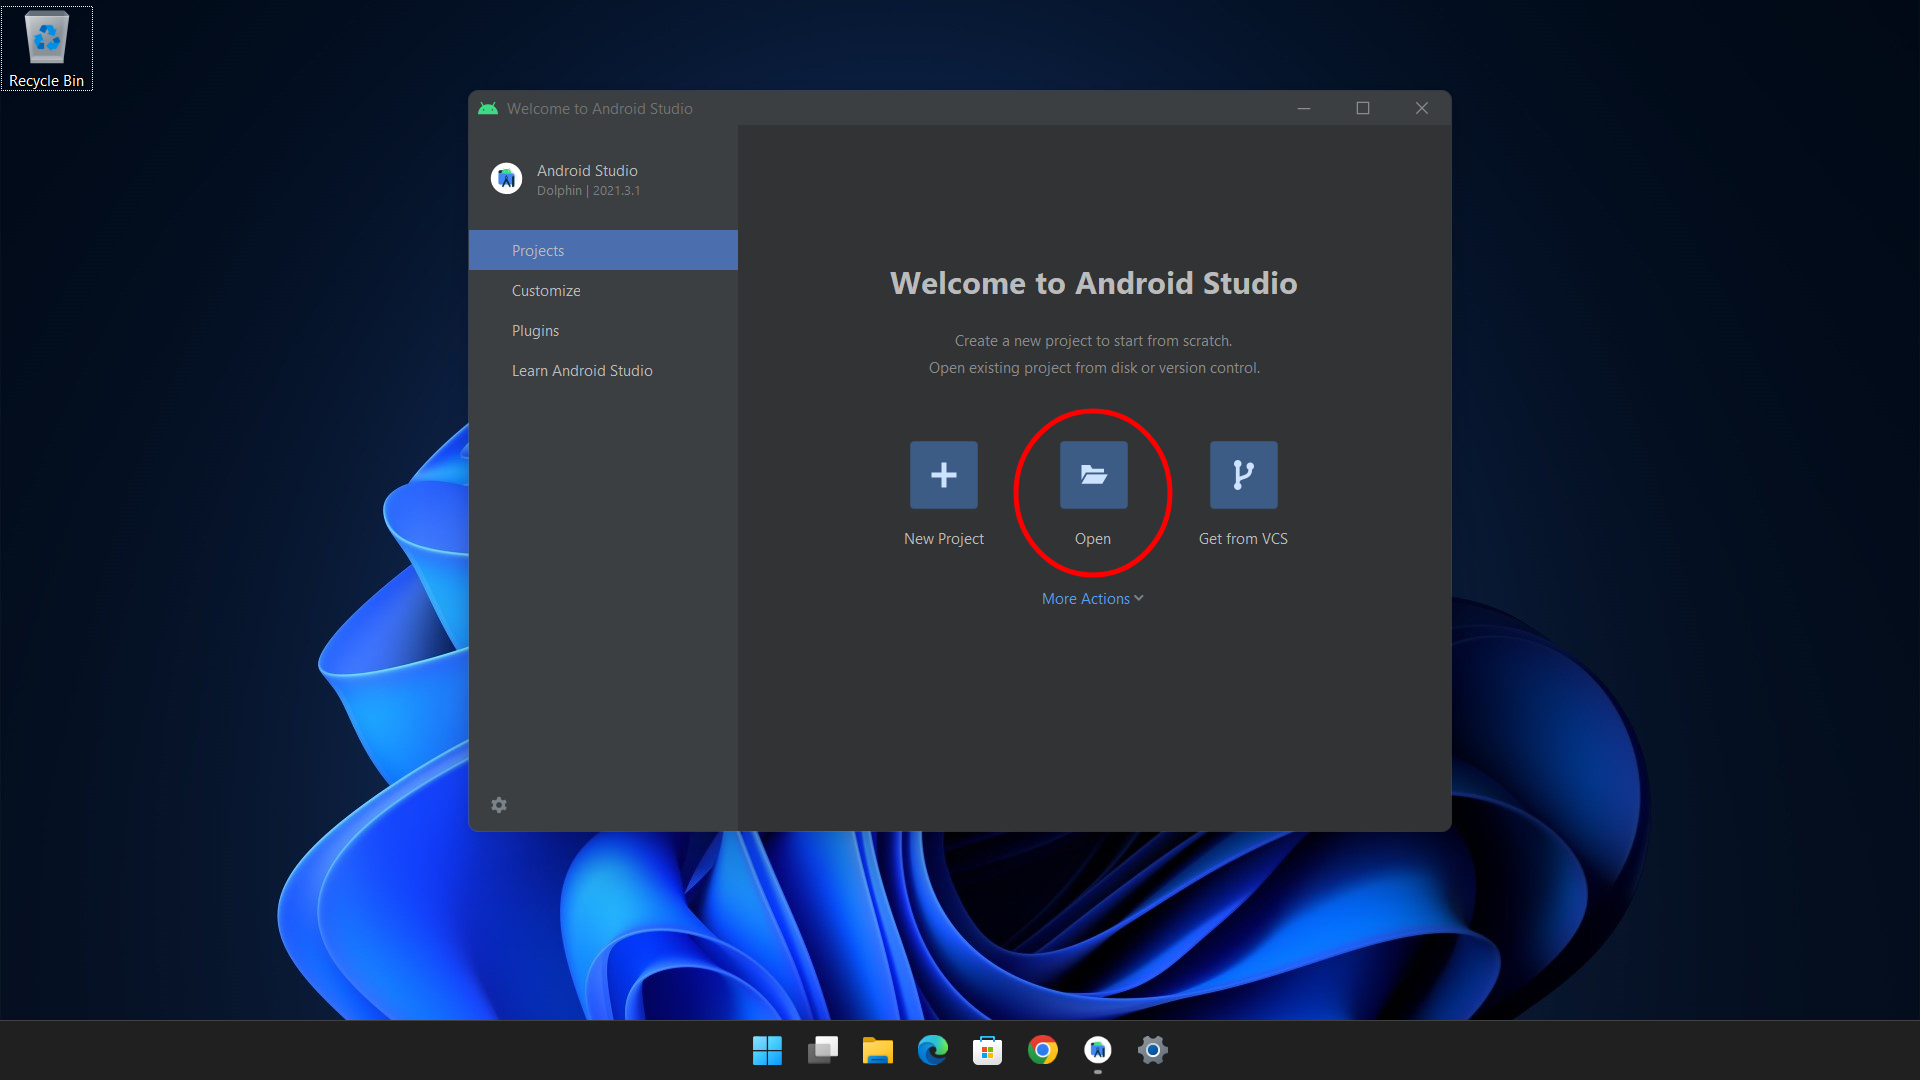 Recycle Bin
Welcome to Android Studio
Android Studio
Dolphin | 2021.3.1
Projects
Customize
Plugins
Learn Android Studio
Welcome to Android Studio
Create a new project to start from scratch.
Open existing project from disk or version control.
New Project
Open
Get from VCS
More Actions